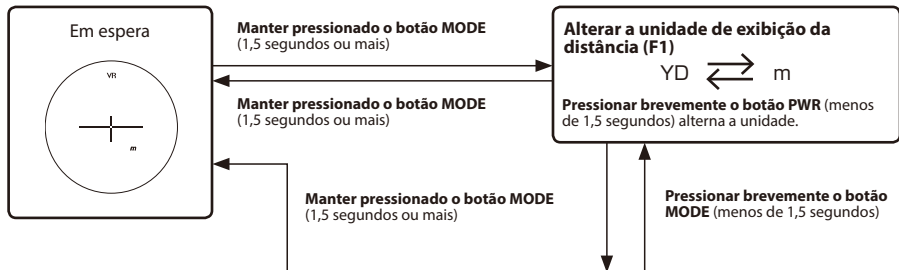 Em espera
VR
m
Manter pressionado o botão MODE
(1,5 segundos ou mais)
Manter pressionado o botão MODE
(1,5 segundos ou mais)
Alterar a unidade de exibição da
distância (F1)
YD m
Pressionar brevemente o botão PWR (menos
de 1,5 segundos) alterna a unidade.
Manter pressionado o botão MODE
(1,5 segundos ou mais)
Pressionar brevemente o botão
MODE (menos de 1,5 segundos)